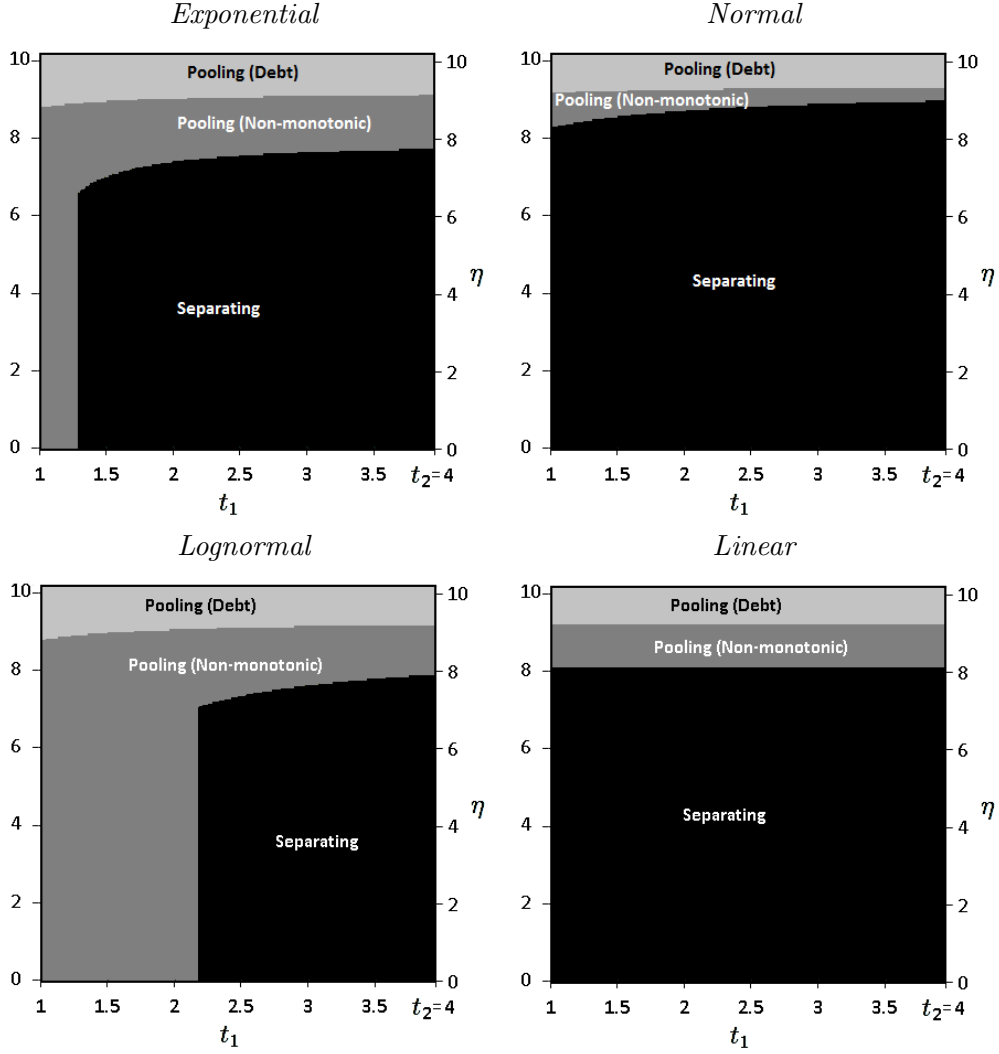 Exponential
Normal
10
8
6
4
2
0
Pooling (Debt)
Pooling (Non-monotonic)
Separating
10
8
6
η
4
2
0
1 1.5 2 2.5 3 3.5 t₂=4
t₁
10
8
6
4
2
0
Pooling (Debt)
Pooling (Non-monotonic)
Separating
10
8
6
η
4
2
0
1 1.5 2 2.5 3 3.5 t₂=4
t₁
Lognormal
Linear
10
8
6
4
2
0
Pooling (Debt)
Pooling (Non-monotonic)
Separating
10
8
6
η
4
2
0
1 1.5 2 2.5 3 3.5 t₂=4
t₁
10
8
6
4
2
0
Pooling (Debt)
Pooling (Non-monotonic)
Separating
10
8
6
η
4
2
0
1 1.5 2 2.5 3 3.5 t₂=4
t₁